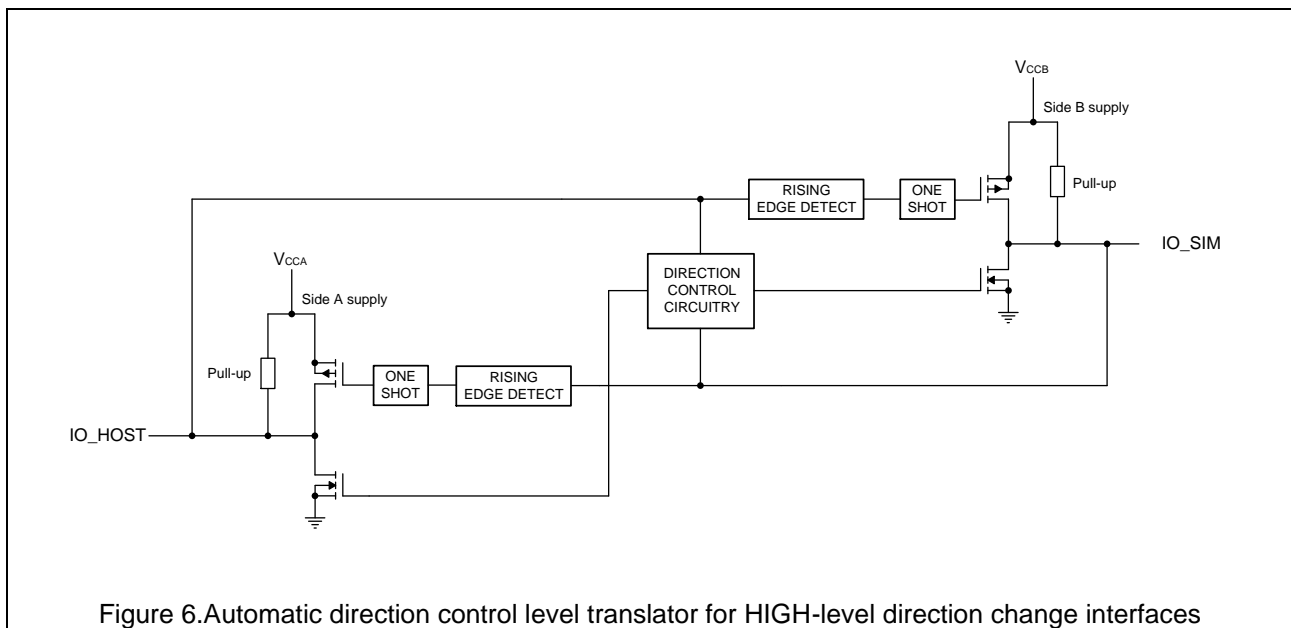 VCCB
Side B supply
RISING
EDGE DETECT
ONE
SHOT
Pull-up
IO_SIM
DIRECTION
CONTROL
CIRCUITRY
VCCA
Side A supply
Pull-up
ONE
SHOT
RISING
EDGE DETECT
IO_HOST
Figure 6.Automatic direction control level translator for HIGH-level direction change interfaces